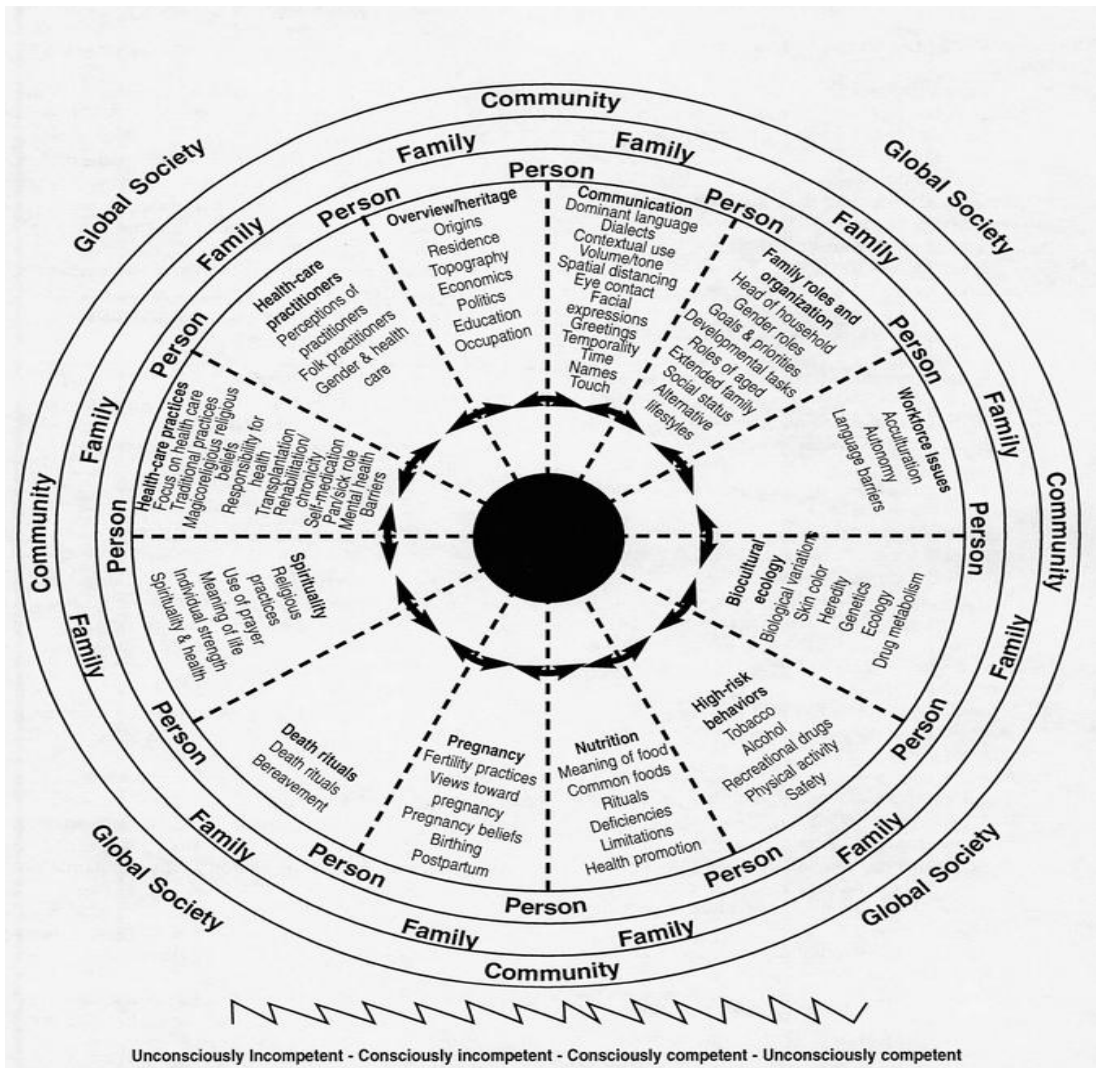 Community
Family
Family
Person
Global Society
Global Society
Person
Person
Family
Family
Overview/heritage
Origins
Residence
Topography
Economics
Politics
Education
Occupation
Communication
Dominant language
Dialects
Contextual use
Volume/tone
Spatial distancing
Eye contact
Facial
expressions
Greetings
Temporality
Time
Names
Touch
Family roles and
organization
Head of household
Gender roles
Goals & priorities
Developmental tasks
Roles of aged
Extended family
Social status
Alternative
lifestyles
Person
Workforce Issues
Acculturation
Autonomy
Language barriers
Family
Community
Person
Biocultural
ecology
Biological variations
Skin color
Heredity
Genetics
Ecology
Drug metabolism
Family
Person
High-risk
behaviors
Tobacco
Alcohol
Recreational drugs
Physical activity
Safety
Family
Global Society
Person
Nutrition
Meaning of food
Common foods
Rituals
Deficiencies
Limitations
Health promotion
Family
Person
Community
Pregnancy
Fertility practices
Views toward
pregnancy
Pregnancy beliefs
Birthing
Postpartum
Family
Person
Death rituals
Death rituals
Bereavement
Family
Global Society
Person
Spirituality
Religious
practices
Use of prayer
Meaning of life
Individual strength
Spirituality & health
Family
Person
Community
Health-care practices
Focus on health care
Traditional practices
Magicoreligious religious
beliefs
Responsibility for
health
Transplantation
Rehabilitation/
chronicity
Self-medication
Pan/sick role
Mental health
Barriers
Family
Person
Health-care
practitioners
Perceptions of
practitioners
Folk practitioners
Gender & health
care
Unconsciously Incompetent - Consciously incompetent - Consciously competent - Unconsciously competent